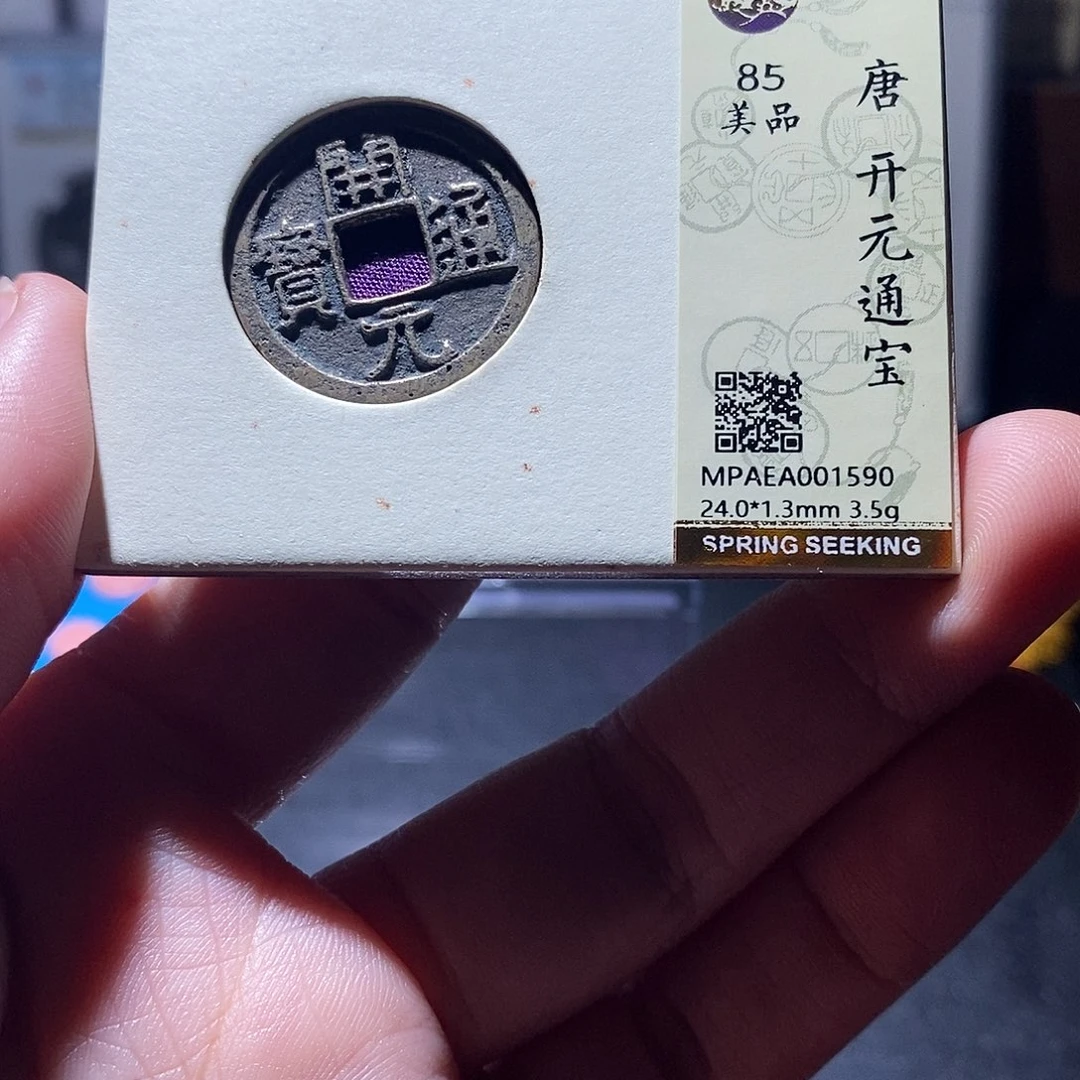 開
通
寶
元
85
美品
唐 开元通宝
MPAEA001590
24.0*1.3mm 3.5g
SPRING SEEKING